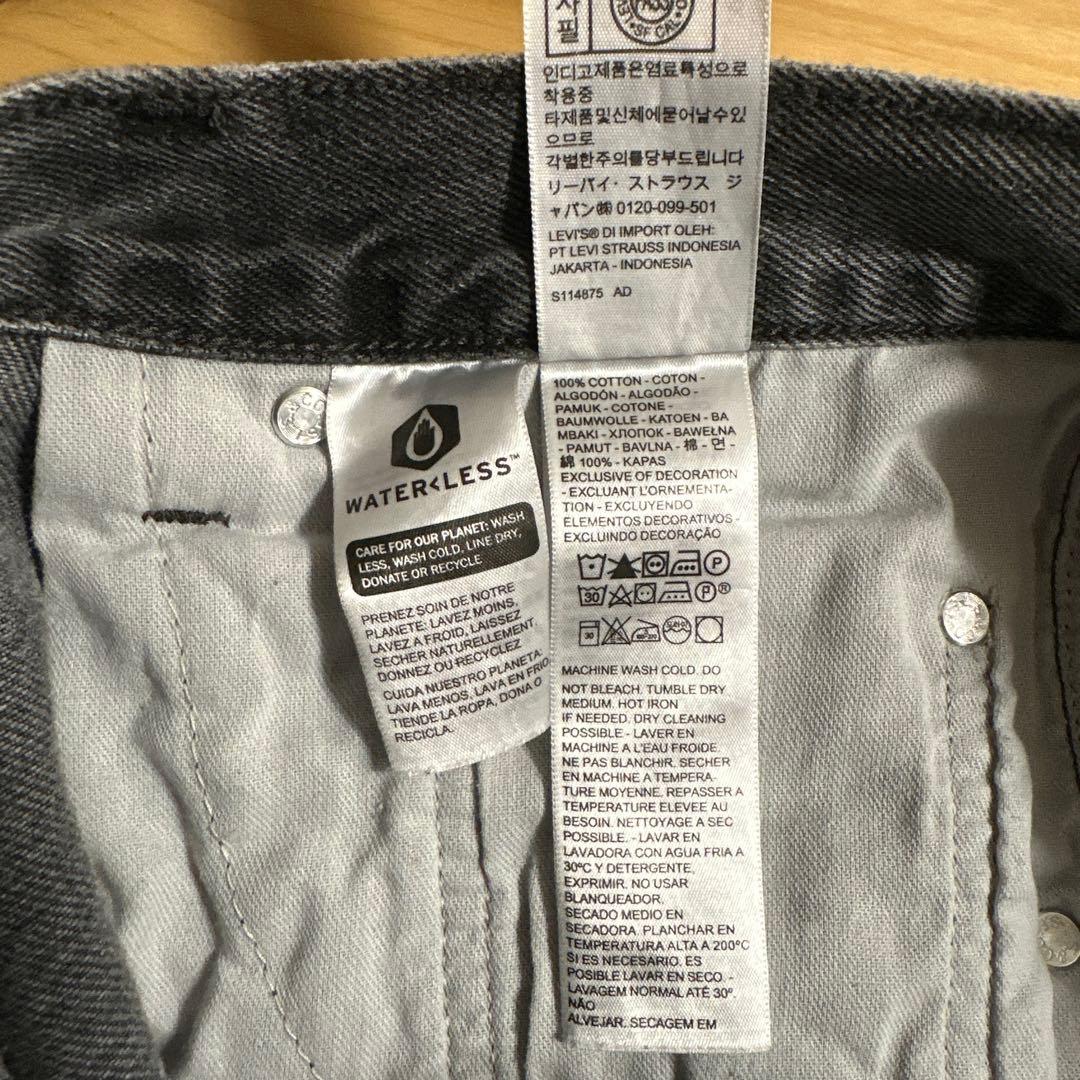 필
SF CAL
인디고제품은염료특성으로
착용중
타제품및신체에묻어날수있
으므로
각별한주의를당부드립니다
リーバイ・ストラウス ジ
ャパン㈱ 0120-099-501
LEVI'S® DI IMPORT OLEH:
PT LEVI STRAUSS INDONESIA
JAKARTA - INDONESIA
S114875 AD
WATER<LESS™
CARE FOR OUR PLANET: WASH
LESS, WASH COLD, LINE DRY,
DONATE OR RECYCLE
PRENEZ SOIN DE NOTRE
PLANETE: LAVEZ MOINS,
LAVEZ A FROID, LAISSEZ
SECHER NATURELLEMENT,
DONNEZ OU RECYCLEZ
CUIDA NUESTRO PLANETA:
LAVA MENOS, LAVA EN FRIO,
TIENDE LA ROPA, DONA O
RECICLA.
100% COTTON - COTON -
ALGODÓN - ALGODÃO -
PAMUK - COTONE -
BAUMWOLLE - KATOEN - BA
MBAKI - ХЛОПОК - BAWEŁNA
- PAMUT - BAVLNA - 棉 - 면 -
綿 100% - KAPAS
EXCLUSIVE OF DECORATION
- EXCLUANT L'ORNEMENTA-
TION - EXCLUYENDO
ELEMENTOS DECORATIVOS -
EXCLUINDO DECORAÇÃO
P
30 P®
30
MACHINE WASH COLD. DO
NOT BLEACH. TUMBLE DRY
MEDIUM. HOT IRON
IF NEEDED. DRY CLEANING
POSSIBLE - LAVER EN
MACHINE A L'EAU FROIDE.
NE PAS BLANCHIR. SECHER
EN MACHINE A TEMPERA-
TURE MOYENNE. REPASSER A
TEMPERATURE ELEVEE AU
BESOIN. NETTOYAGE A SEC
POSSIBLE. - LAVAR EN
LAVADORA CON AGUA FRIA A
30ºC Y DETERGENTE,
EXPRIMIR. NO USAR
BLANQUEADOR.
SECADO MEDIO EN
SECADORA. PLANCHAR EN
TEMPERATURA ALTA A 200ºC
SI ES NECESARIO. ES
POSIBLE LAVAR EN SECO. -
LAVAGEM NORMAL ATÉ 30º.
NÃO
ALVEJAR. SECAGEM EM